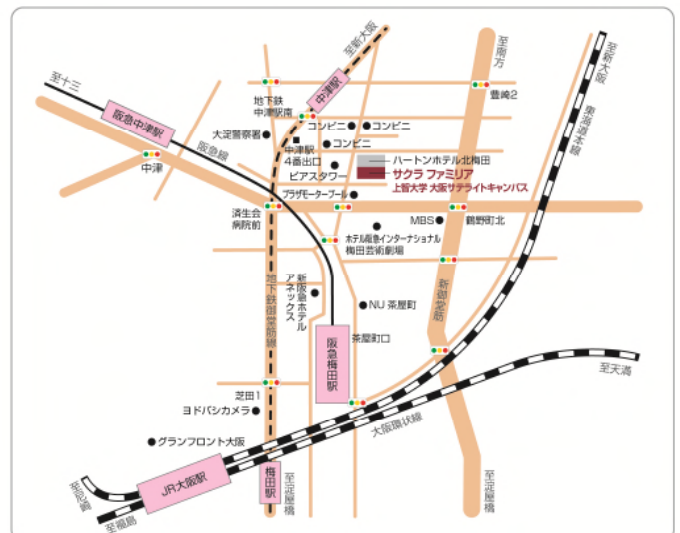 至新大阪
至南方
至新大阪
至十三
阪急中津駅
中津駅
地下鉄
中津駅南
豊崎2
東海道本線
大淀警察署
コンビニ
コンビニ
コンビニ
中津駅
4番出口
ピアスタワー
ハートンホテル北梅田
サクラ ファミリア
上智大学 大阪サテライトキャンパス
阪急線
中津
プラザモータープール
済生会
病院前
MBS
鶴野町北
ホテル阪急インターナショナル
梅田芸術劇場
地下鉄御堂筋線
新阪急ホテル
アネックス
新御堂筋
NU 茶屋町
茶屋町口
阪急梅田駅
至天満
芝田1
ヨドバシカメラ
大阪環状線
グランフロント大阪
JR大阪駅
梅田駅
至淀屋橋
至淀屋橋
至尼崎
至福島